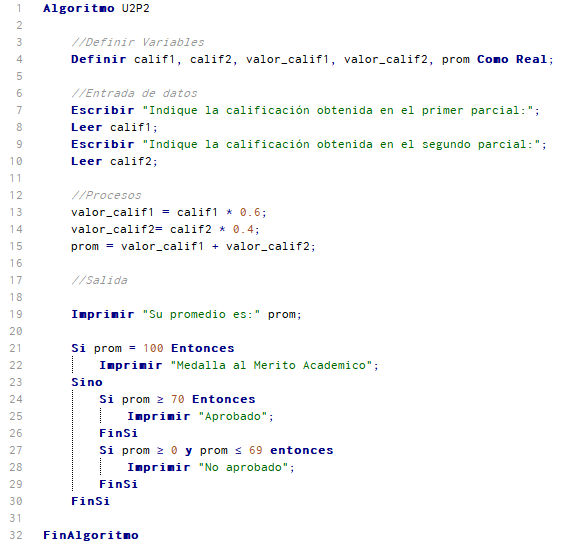 1 Algoritmo U2P2
2
3 //Definir Variables
4 Definir calif1, calif2, valor_calif1, valor_calif2, prom Como Real;
5
6 //Entrada de datos
7 Escribir "Indique la calificación obtenida en el primer parcial:";
8 Leer calif1;
9 Escribir "Indique la calificación obtenida en el segundo parcial:";
10 Leer calif2;
11
12 //Procesos
13 valor_calif1 = calif1 * 0.6;
14 valor_calif2= calif2 * 0.4;
15 prom = valor_calif1 + valor_calif2;
16
17 //Salida
18
19 Imprimir "Su promedio es:" prom;
20
21 Si prom = 100 Entonces
22 Imprimir "Medalla al Merito Academico";
23 Sino
24 Si prom ≥ 70 Entonces
25 Imprimir "Aprobado";
26 FinSi
27 Si prom ≥ 0 y prom ≤ 69 entonces
28 Imprimir "No aprobado";
29 FinSi
30 FinSi
31
32 FinAlgoritmo